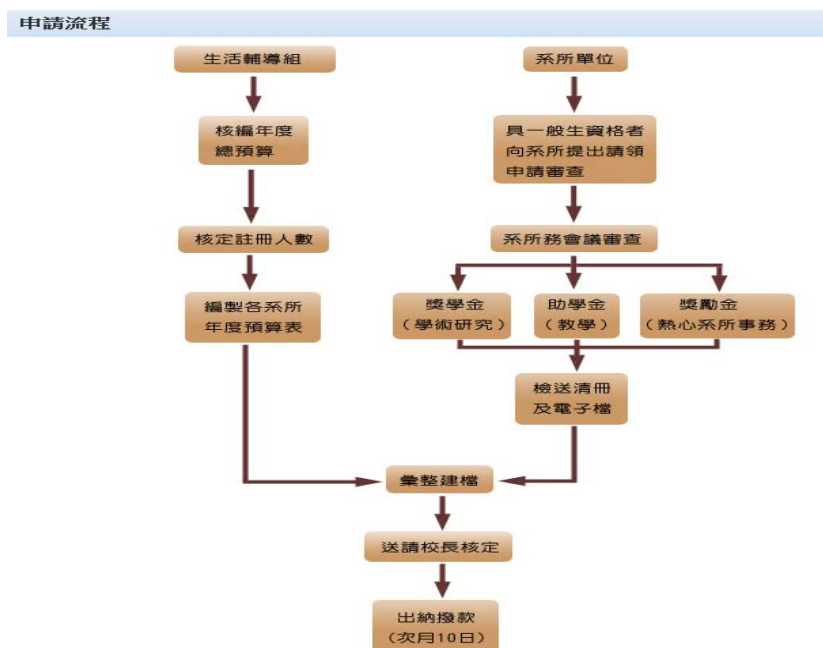 申請流程
生活輔導組
核編年度
總預算
核定註冊人數
編製各系所
年度預算表
系所單位
具一般生資格者
向系所提出請領
申請審查
系所務會議審查
獎學金
（學術研究）
助學金
（教學）
獎勵金
（熱心系所事務）
檢送清冊
及電子檔
彙整建檔
送請校長核定
出納撥款
（次月10日）